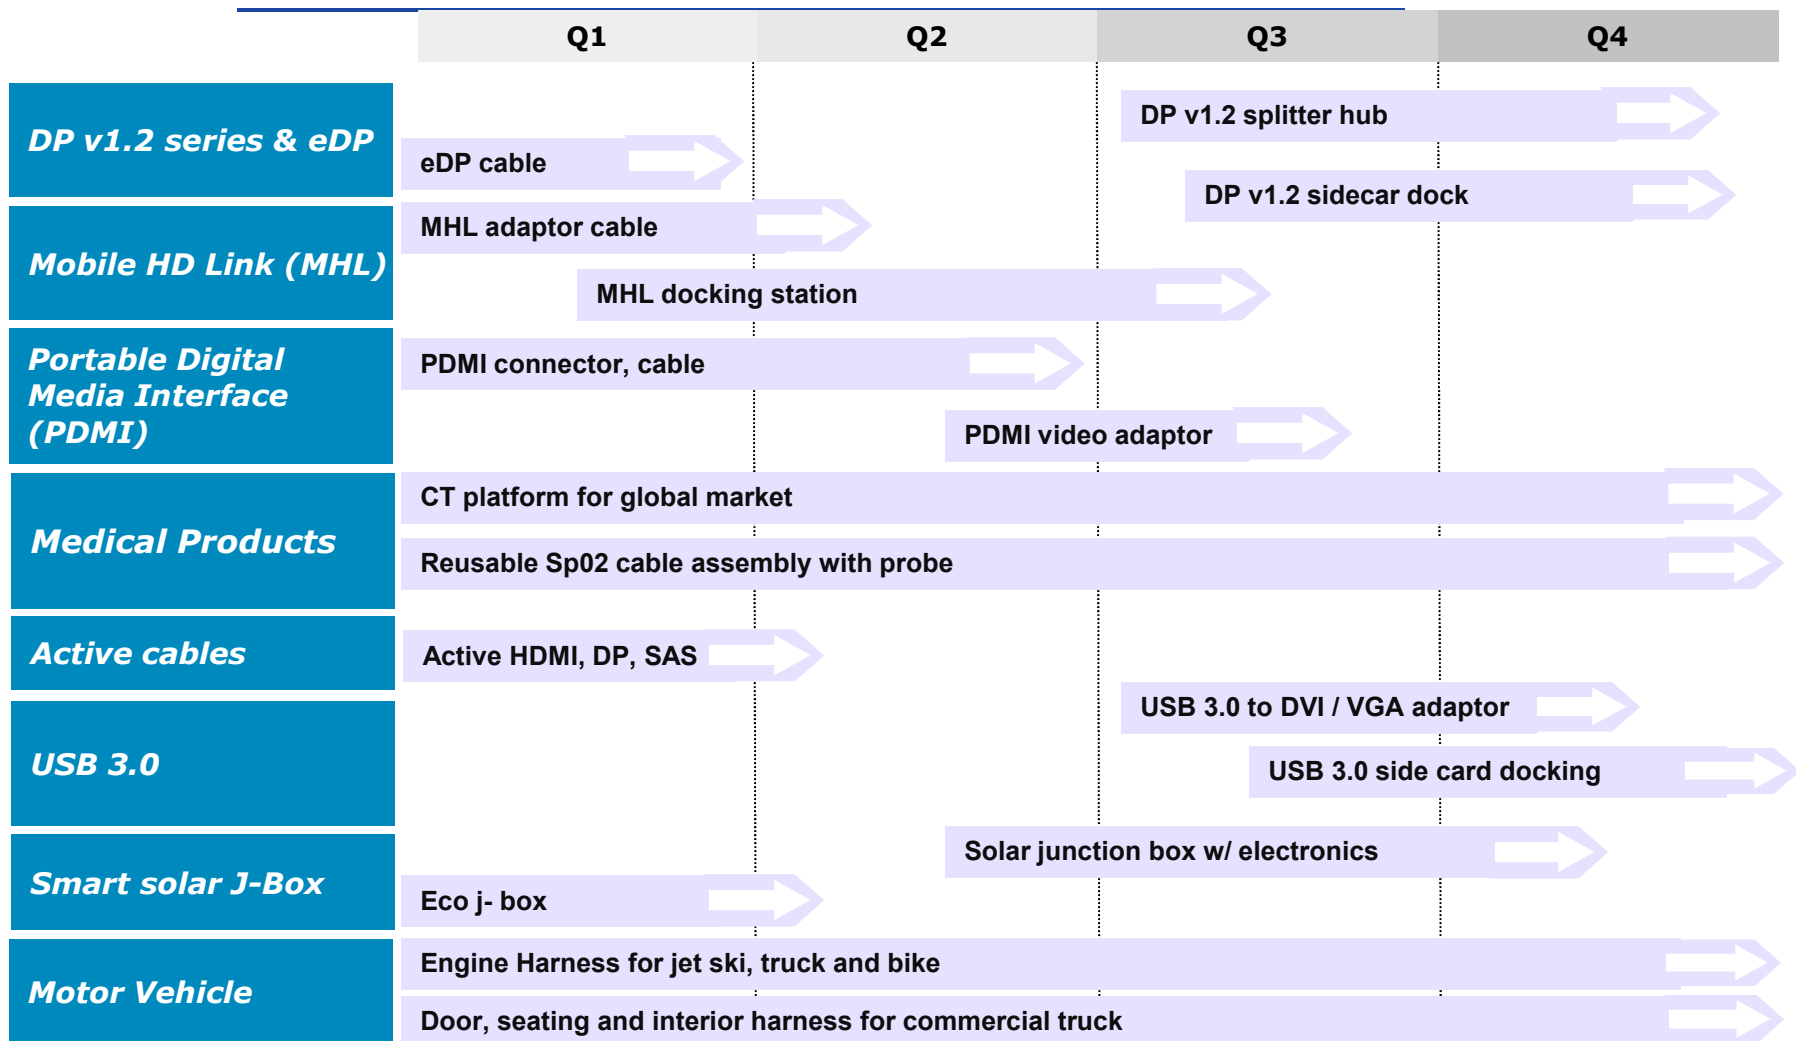 Q1 Q2 Q3 Q4
DP v1.2 series & eDP
DP v1.2 splitter hub
eDP cable
DP v1.2 sidecar dock
Mobile HD Link (MHL)
MHL adaptor cable
MHL docking station
Portable Digital
Media Interface
(PDMI)
PDMI connector, cable
PDMI video adaptor
Medical Products
CT platform for global market
Reusable Sp02 cable assembly with probe
Active cables
Active HDMI, DP, SAS
USB 3.0
USB 3.0 to DVI / VGA adaptor
USB 3.0 side card docking
Smart solar J-Box
Solar junction box w/ electronics
Eco j- box
Motor Vehicle
Engine Harness for jet ski, truck and bike
Door, seating and interior harness for commercial truck